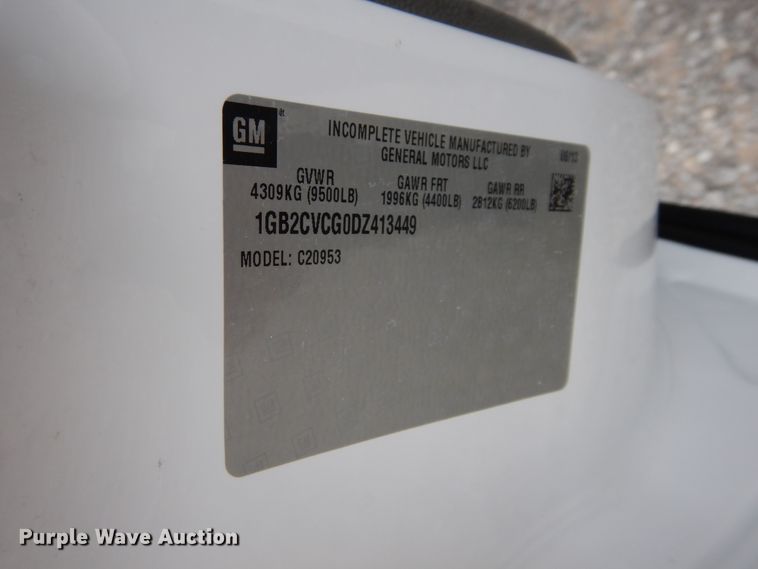 GM
INCOMPLETE VEHICLE MANUFACTURED BY
GENERAL MOTORS LLC
GVWR GAWR FRT GAWR RR
4309KG (9500LB) 1996KG (4400LB) 2812KG (6200LB)
1GB2CVCG0DZ413449
MODEL: C20953
Purple Wave Auction